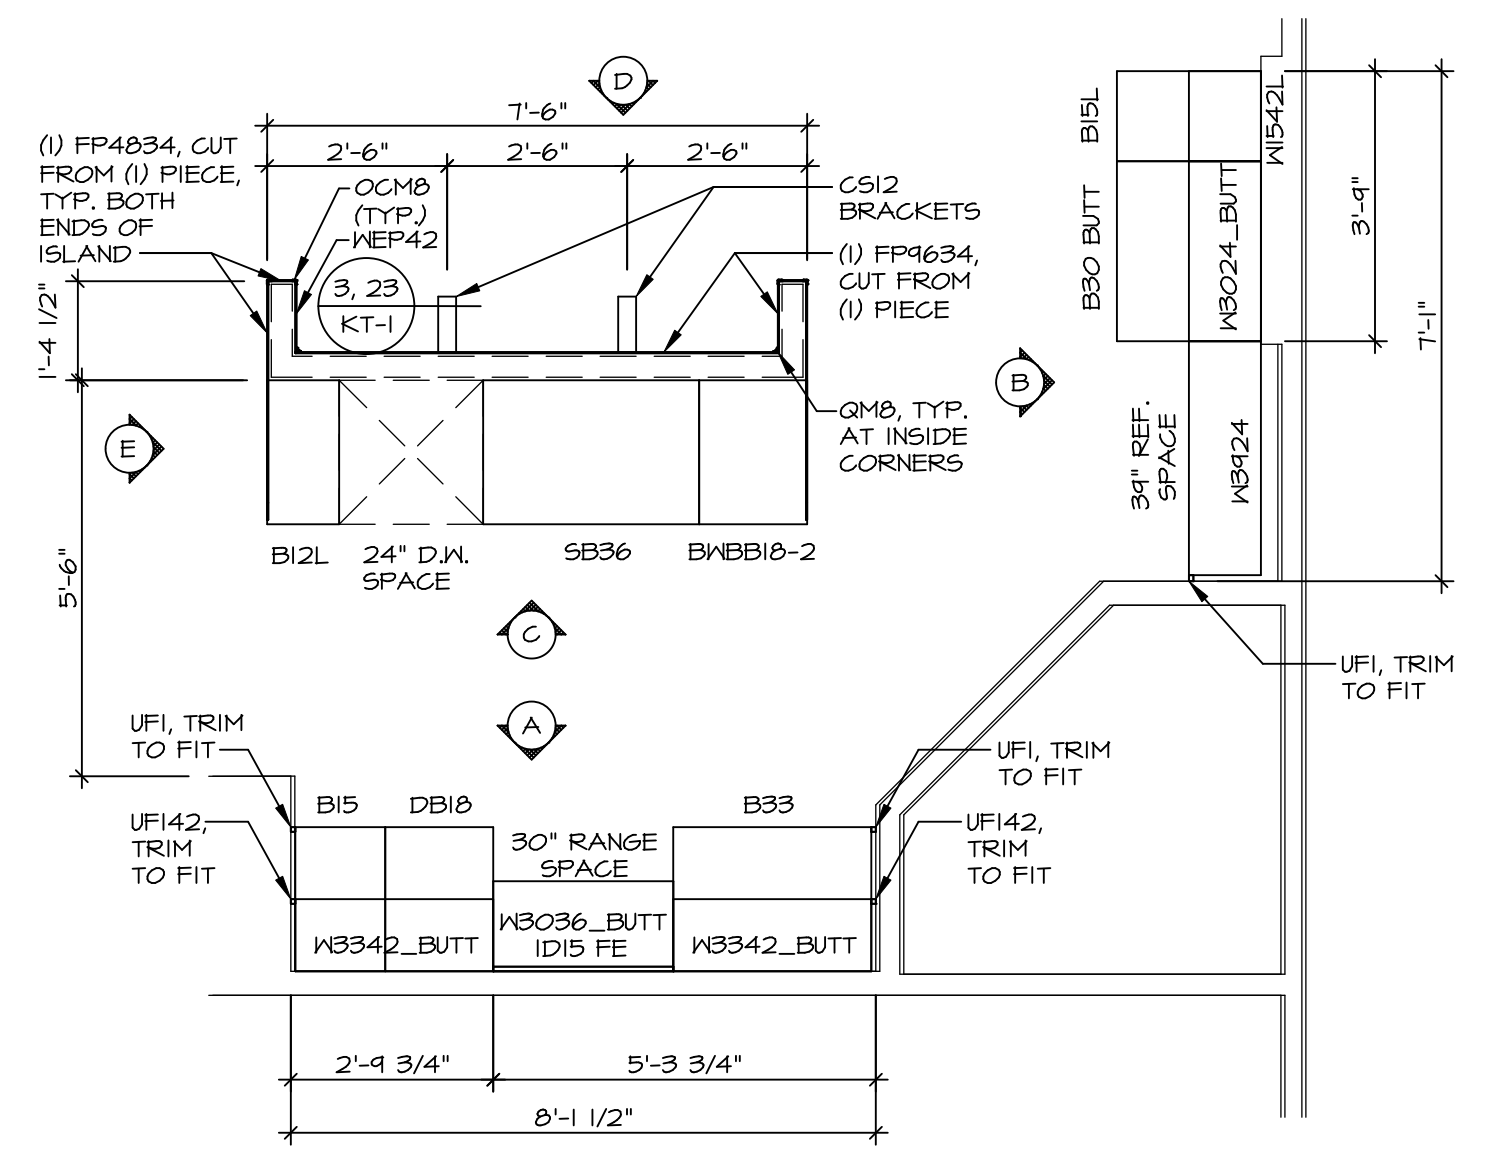 D
7'-6"
2'-6"
2'-6"
2'-6"
(1) FP4834, CUT
FROM (1) PIECE,
TYP. BOTH
ENDS OF
ISLAND
OCM8
(TYP.)
WEP42
3, 23
KT-1
CS12
BRACKETS
(1) FP9634,
CUT FROM
(1) PIECE
1'-4 1/2"
QM8, TYP.
AT INSIDE
CORNERS
E
B
B12L
24" D.W.
SPACE
SB36
BWBB18-2
5'-6"
C
A
B15L
W1542L
B30 BUTT
W3024_BUTT
3'-9"
7'-1"
39" REF.
SPACE
W3924
UF1, TRIM
TO FIT
UF1, TRIM
TO FIT
UF142,
TRIM
TO FIT
B15
DB18
30" RANGE
SPACE
B33
UF1, TRIM
TO FIT
UF142,
TRIM
TO FIT
W3342_BUTT
W3036_BUTT
1D15 FE
W3342_BUTT
2'-9 3/4"
5'-3 3/4"
8'-1 1/2"